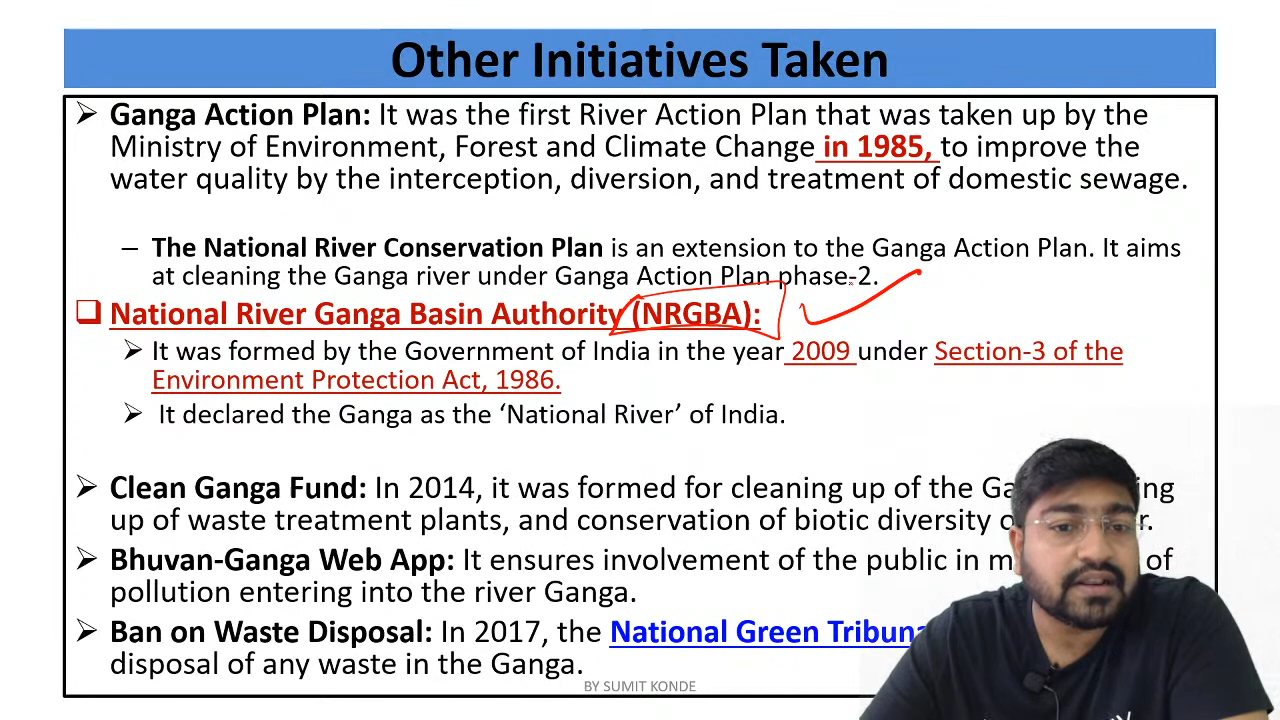 Other Initiatives Taken
➢ Ganga Action Plan: It was the first River Action Plan that was taken up by the
Ministry of Environment, Forest and Climate Change in 1985, to improve the
water quality by the interception, diversion, and treatment of domestic sewage.
– The National River Conservation Plan is an extension to the Ganga Action Plan. It aims
at cleaning the Ganga river under Ganga Action Plan phase-2.
❑ National River Ganga Basin Authority (NRGBA):
➢ It was formed by the Government of India in the year 2009 under Section-3 of the
Environment Protection Act, 1986.
➢ It declared the Ganga as the ‘National River’ of India.
➢ Clean Ganga Fund: In 2014, it was formed for cleaning up of the
up of waste treatment plants, and conservation of biotic diversity
➢ Bhuvan-Ganga Web App: It ensures involvement of the public in of
pollution entering into the river Ganga.
➢ Ban on Waste Disposal: In 2017, the National Green
disposal of any waste in the Ganga.
BY SUMIT KONDE